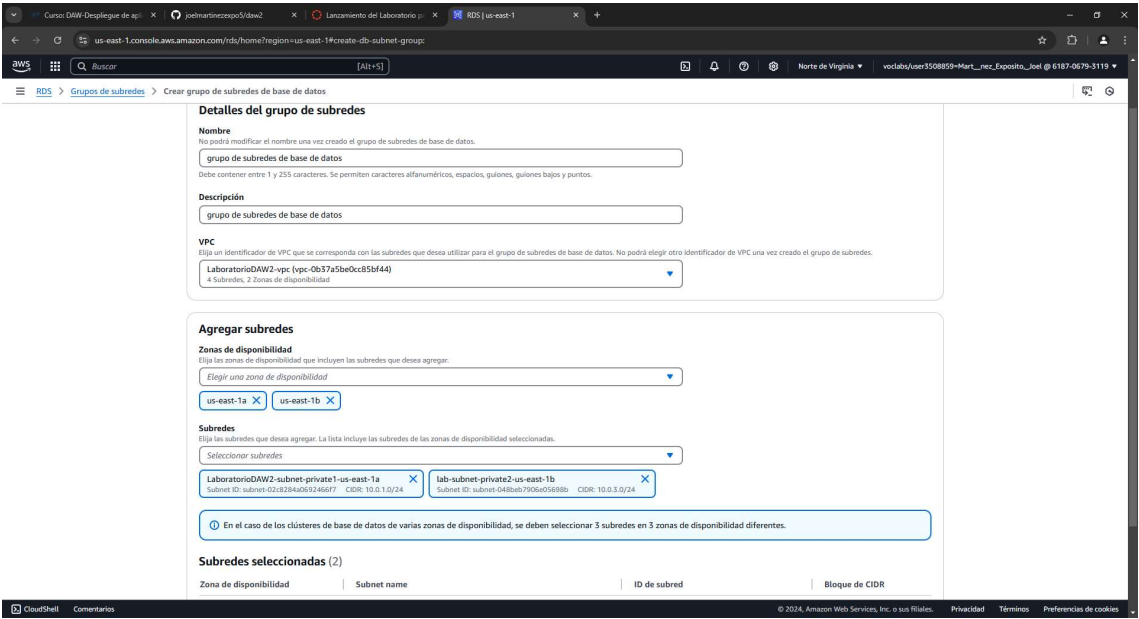 Curso: DAW-Despliegue de apl
joelmartinezexpo5/daw2
Lanzamiento del Laboratorio pa
RDS | us-east-1
us-east-1.console.aws.amazon.com/rds/home?region=us-east-1#create-db-subnet-group:
aws
Buscar
[Alt+S]
Norte de Virginia
voclabs/user3508859=Mart__nez_Exposito,_Joel @ 6187-0679-3119
RDS > Grupos de subredes > Crear grupo de subredes de base de datos
Detalles del grupo de subredes
Nombre
No podrá modificar el nombre una vez creado el grupo de subredes de base de datos.
grupo de subredes de base de datos
Debe contener entre 1 y 255 caracteres. Se permiten caracteres alfanuméricos, espacios, guiones, guiones bajos y puntos.
Descripción
grupo de subredes de base de datos
VPC
Elija un identificador de VPC que se corresponda con las subredes que desea utilizar para el grupo de subredes de base de datos. No podrá elegir otro identificador de VPC una vez creado el grupo de subredes.
LaboratorioDAW2-vpc (vpc-0b37a5be0cc85bf44)
4 Subredes, 2 Zonas de disponibilidad
Agregar subredes
Zonas de disponibilidad
Elija las zonas de disponibilidad que incluyen las subredes que desea agregar.
Elegir una zona de disponibilidad
us-east-1a
us-east-1b
Subredes
Elija las subredes que desea agregar. La lista incluye las subredes de las zonas de disponibilidad seleccionadas.
Seleccionar subredes
LaboratorioDAW2-subnet-private1-us-east-1a
Subnet ID: subnet-02c8284a0692466f7 CIDR: 10.0.1.0/24
lab-subnet-private2-us-east-1b
Subnet ID: subnet-048beb7906e05698b CIDR: 10.0.3.0/24
En el caso de los clústeres de base de datos de varias zonas de disponibilidad, se deben seleccionar 3 subredes en 3 zonas de disponibilidad diferentes.
Subredes seleccionadas (2)
Zona de disponibilidad
Subnet name
ID de subred
Bloque de CIDR
CloudShell
Comentarios
© 2024, Amazon Web Services, Inc. o sus filiales.
Privacidad
Términos
Preferencias de cookies